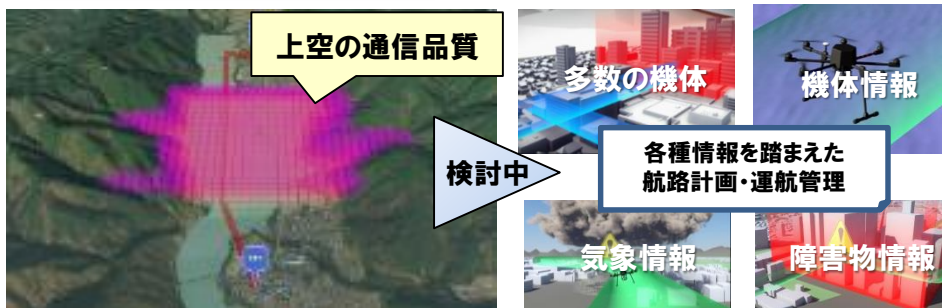 上空の通信品質
検討中
多数の機体
機体情報
各種情報を踏まえた
航路計画・運航管理
気象情報
障害物情報